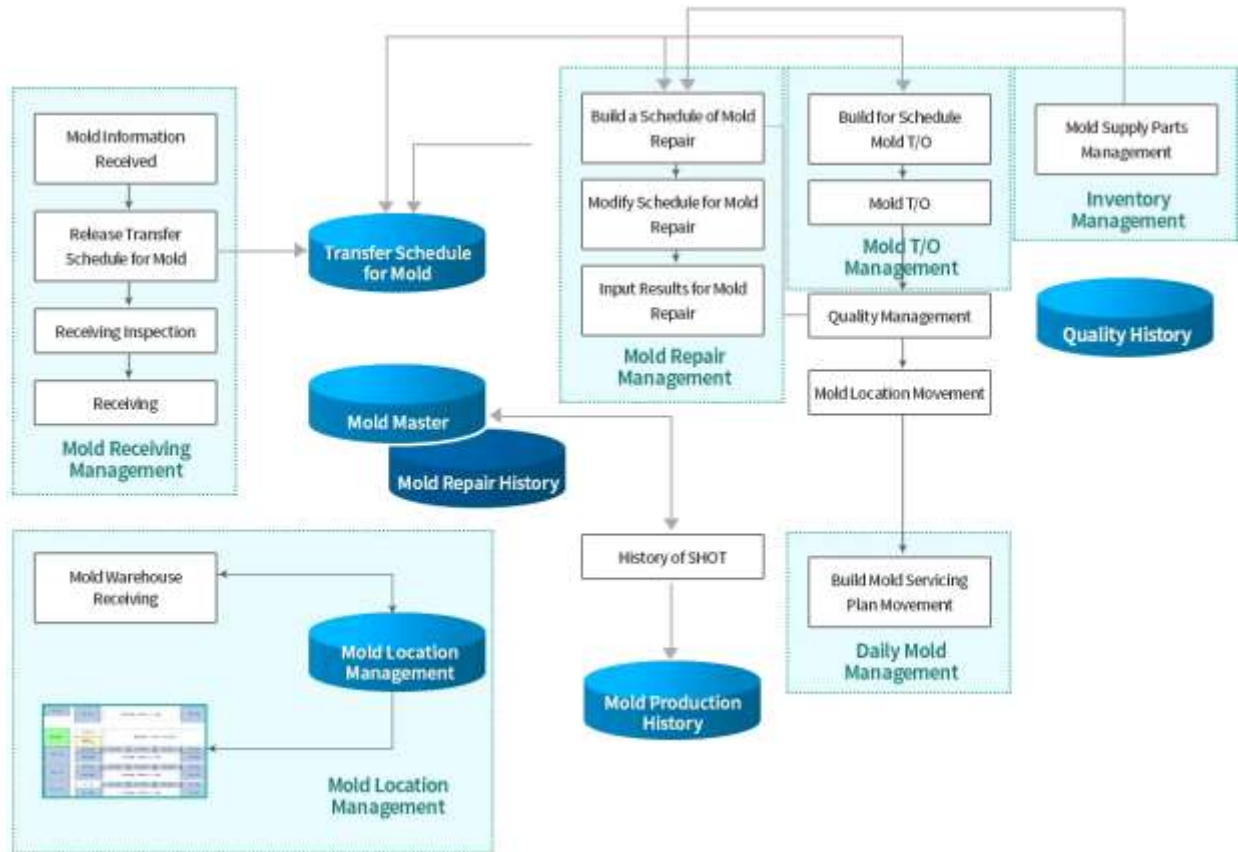 Mold Information
Received
Release Transfer
Schedule for Mold
Receiving Inspection
Receiving
Mold Receiving
Management
Transfer Schedule
for Mold
Mold Master
Mold Repair History
Build a Schedule of Mold
Repair
Modify Schedule for Mold
Repair
Input Results for Mold
Repair
Mold Repair
Management
Build for Schedule
Mold T/O
Mold T/O
Mold T/O
Management
Quality Management
Mold Location Movement
Mold Supply Parts
Management
Inventory
Management
Quality History
Mold Warehouse
Receiving
Mold Location
Management
Mold Location
Management
History of SHOT
Mold Production
History
Build Mold Servicing
Plan Movement
Daily Mold
Management